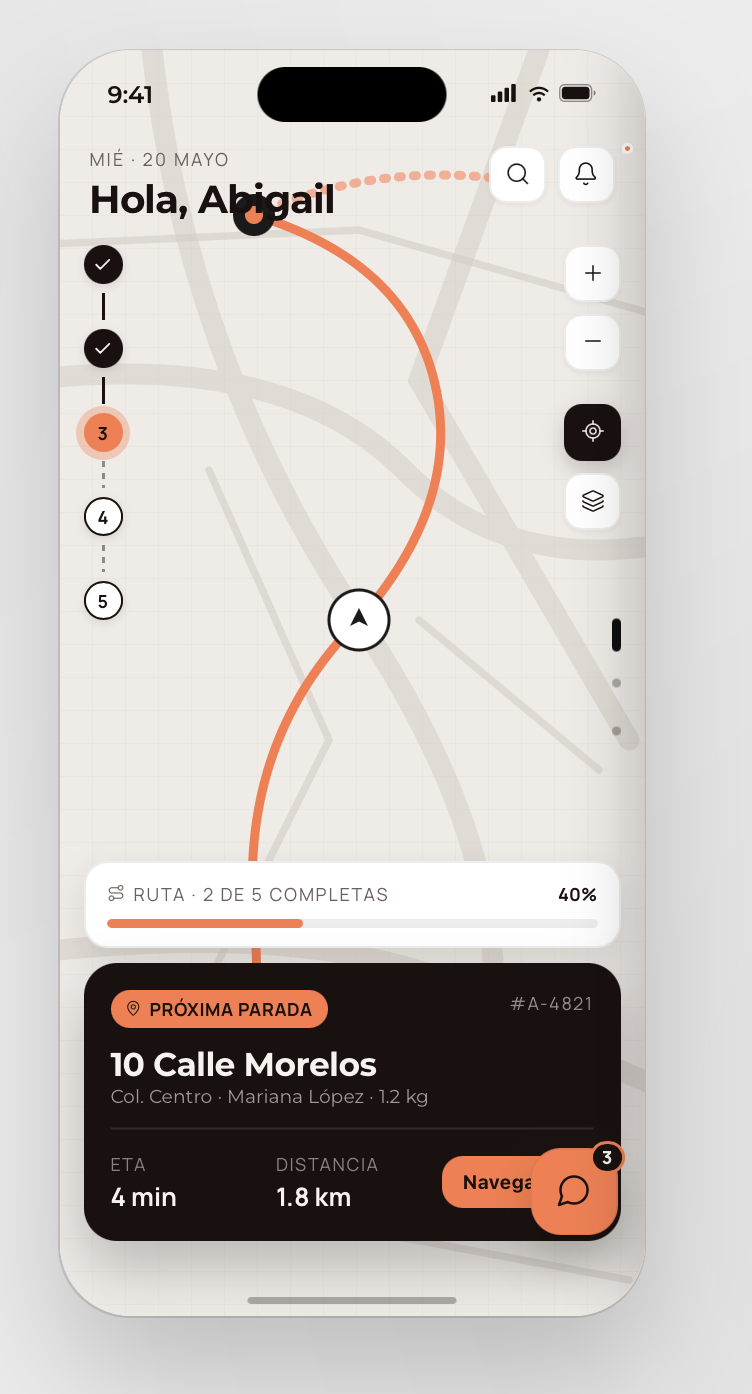 9:41
MIÉ · 20 MAYO
Hola, Abigail
3
4
5
RUTA · 2 DE 5 COMPLETAS
40%
PRÓXIMA PARADA
#A-4821
10 Calle Morelos
Col. Centro · Mariana López · 1.2 kg
ETA
4 min
DISTANCIA
1.8 km
3